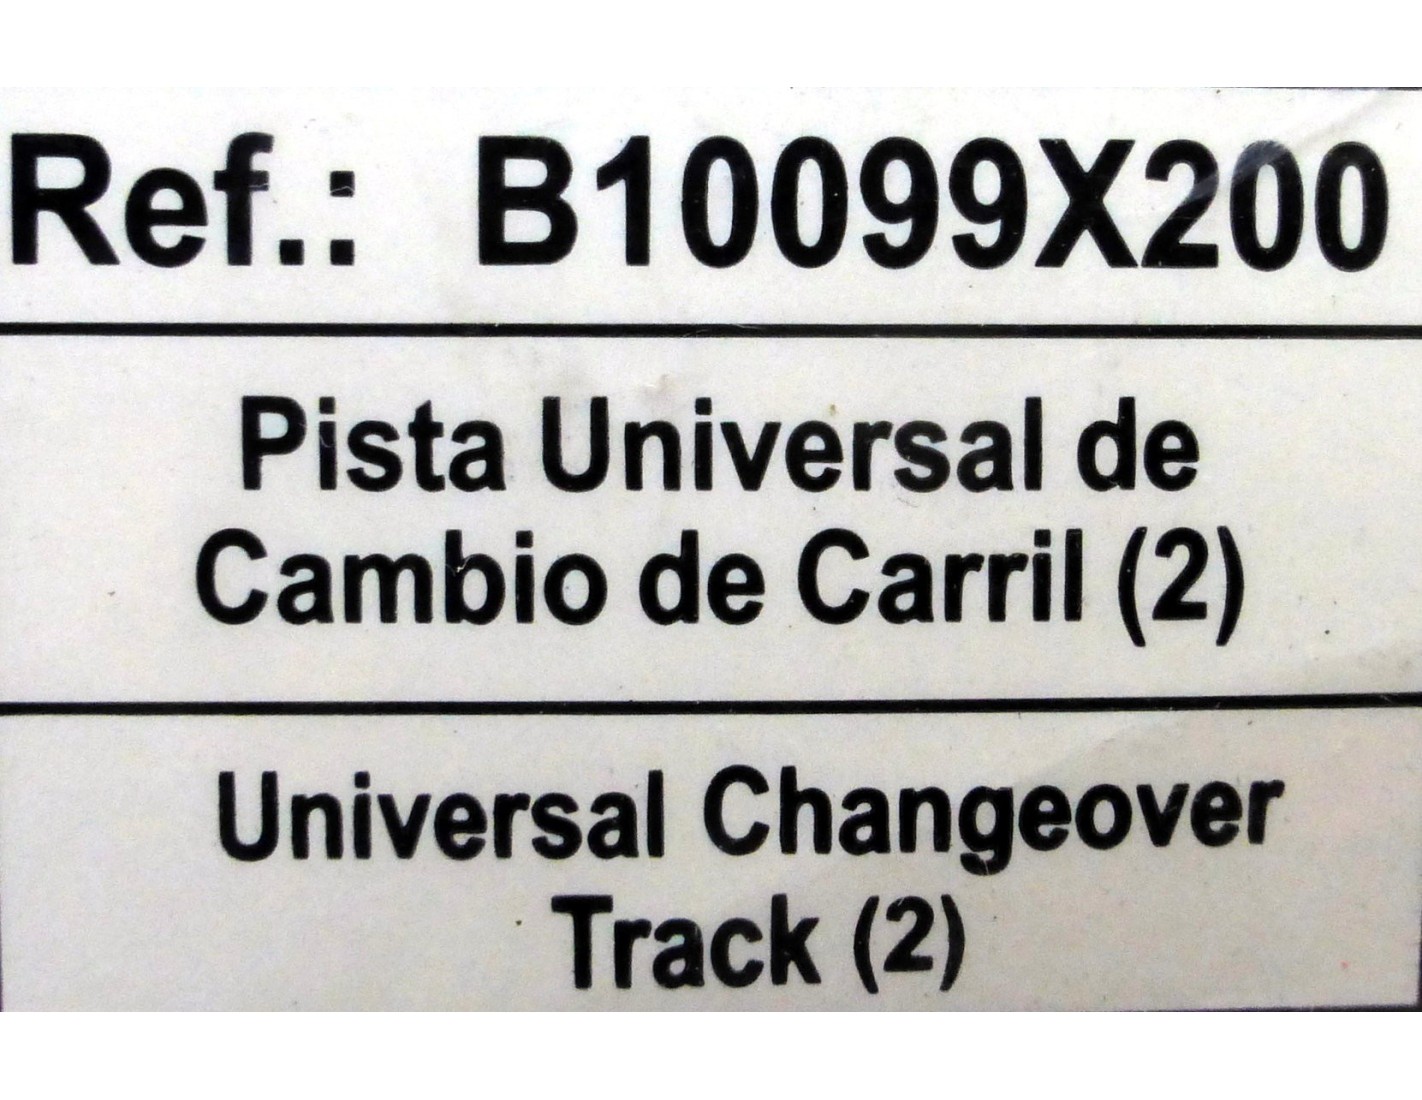 Ref.: B10099X200
Pista Universal de
Cambio de Carril (2)
Universal Changeover
Track (2)